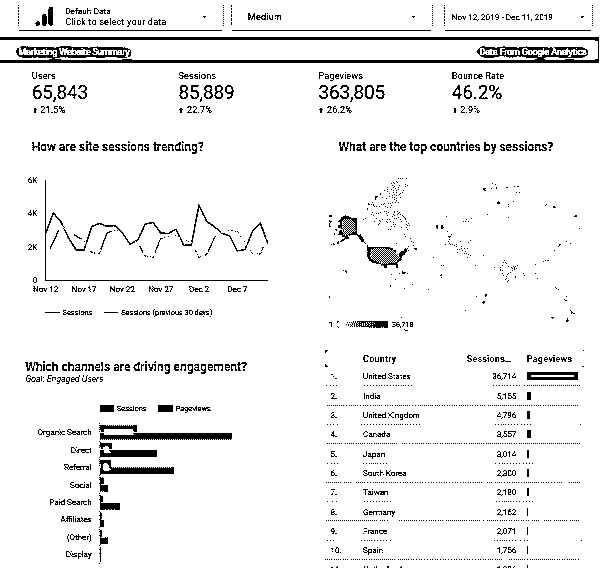 Default Data
Click to select your data
Medium
Nov 12, 2019 - Dec 11, 2019
Marketing Website Summary
Data From Google Analytics
Users
65,843
21.5%
Sessions
85,889
22.7%
Pageviews
363,805
26.2%
Bounce Rate
46.2%
2.9%
How are site sessions trending?
6K
4K
2K
0
Nov 12 Nov 17 Nov 22 Nov 27 Dec 2 Dec 7
Sessions Sessions (previous 30 days)
What are the top countries by sessions?
1 36,718
Which channels are driving engagement?
Goal: Engaged Users
Sessions Pageviews
Organic Search
Direct
Referral
Social
Paid Search
Affiliates
(Other)
Display
Country Sessions... Pageviews
1. United States 36,714
2. India 5,155
3. United Kingdom 4,796
4. Canada 3,557
5. Japan 3,014
6. South Korea
7. Taiwan 2,180
8. Germany 2,162
9. France 2,071
10. Spain 1,756